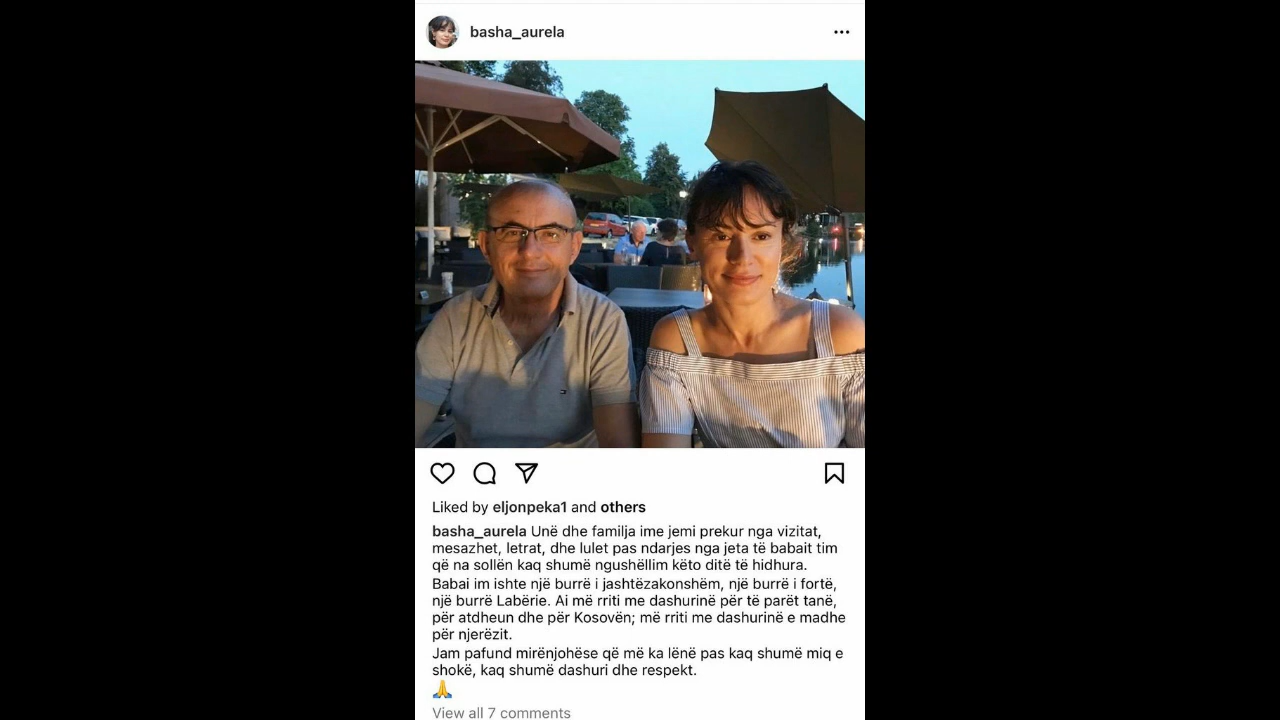 basha_aurela
Liked by eljonpeka1 and others
basha_aurela Unë dhe familja ime jemi prekur nga vizitat,
mesazhet, letrat, dhe lulet pas ndarjes nga jeta të babait tim
që na sollën kaq shumë ngushëllim këto ditë të hidhura.
Babai im ishte një burrë i jashtëzakonshëm, një burrë i fortë,
një burrë Labërie. Ai më rriti me dashurinë për të parët tanë,
për atdheun dhe për Kosovën; më rriti me dashurinë e madhe
për njerëzit.
Jam pafund mirënjohëse që më ka lënë pas kaq shumë miq e
shokë, kaq shumë dashuri dhe respekt.
🙏
View all 7 comments